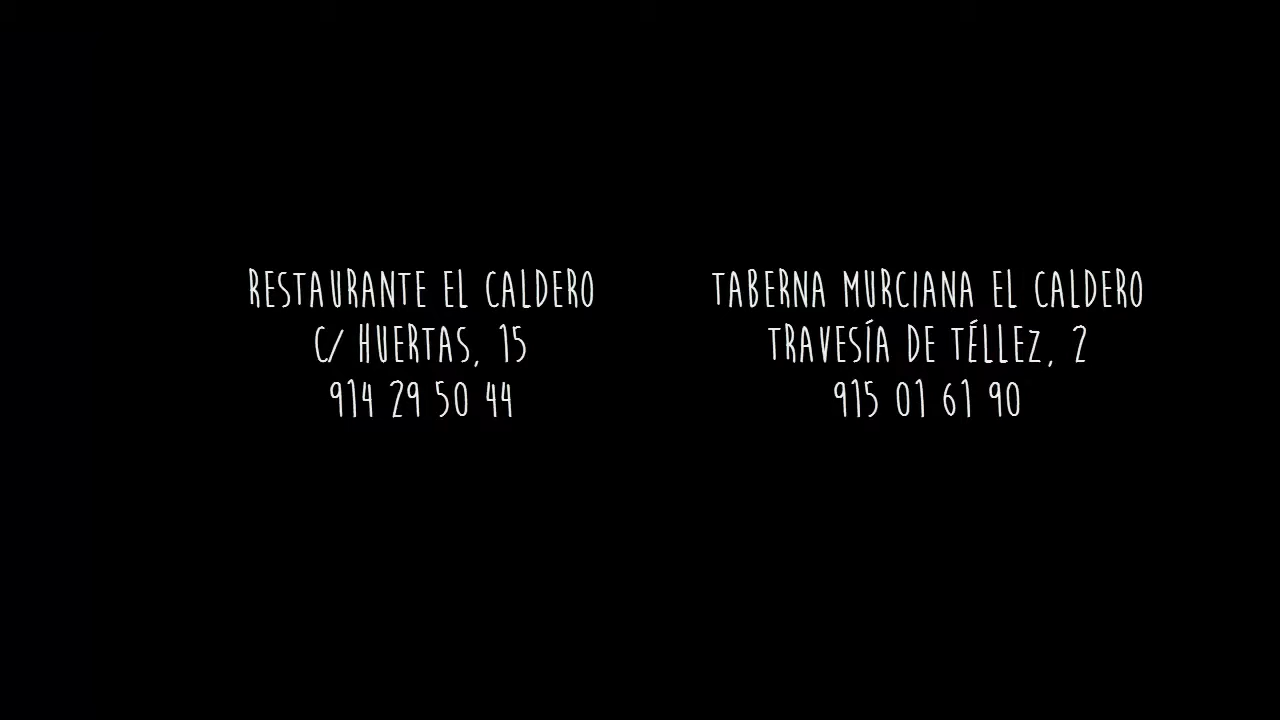 RESTAURANTE EL CALDERO
C/ HUERTAS, 15
914 29 50 44
TABERNA MURCIANA EL CALDERO
TRAVESÍA DE TÉLLEZ, 2
915 01 61 90